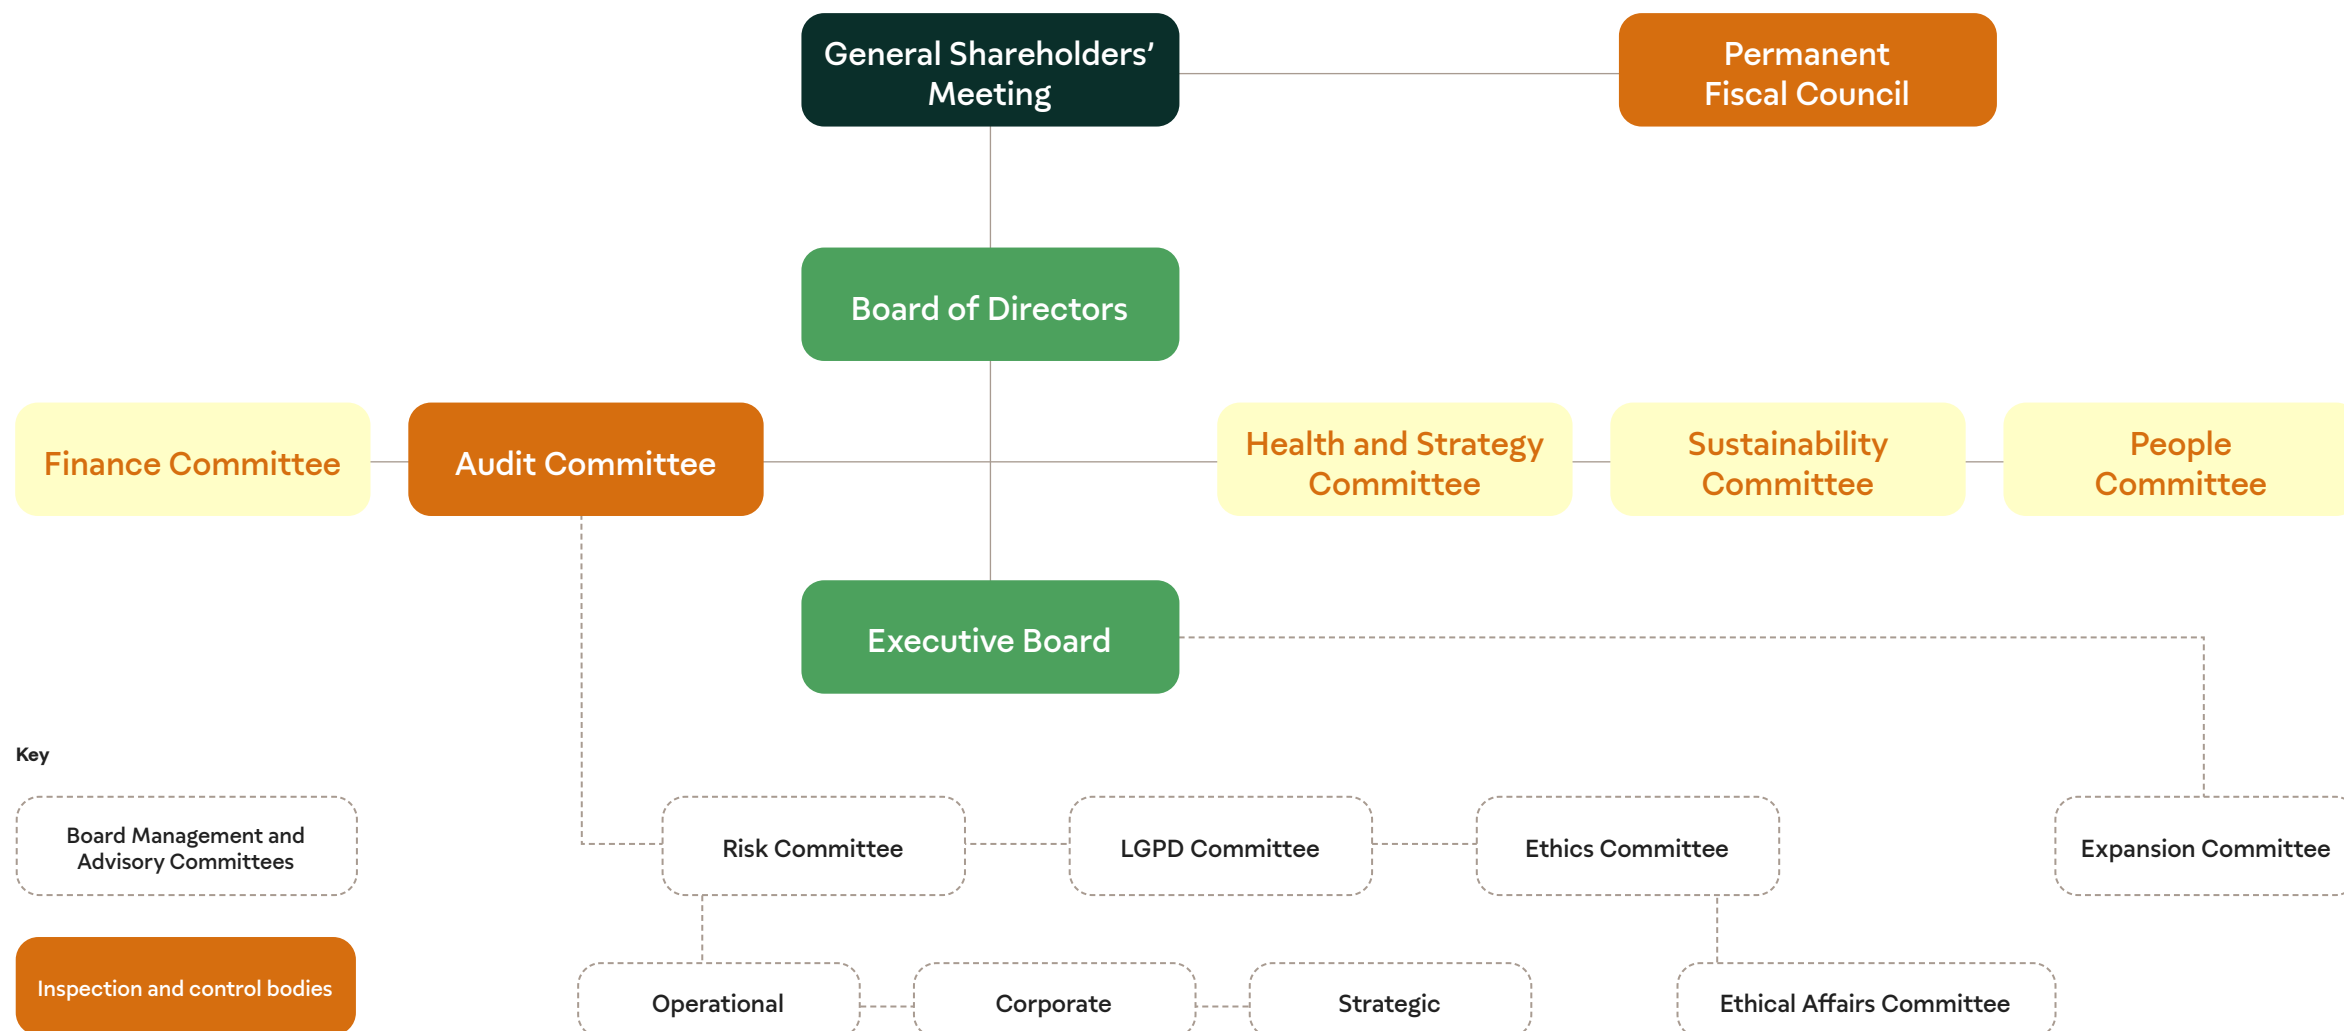 General Shareholders’
Meeting
Permanent
Fiscal Council
Board of Directors
Finance Committee
Audit Committee
Health and Strategy
Committee
Sustainability
Committee
People
Committee
Executive Board
Key
Board Management and
Advisory Committees
Risk Committee
LGPD Committee
Ethics Committee
Expansion Committee
Inspection and control bodies
Operational
Corporate
Strategic
Ethical Affairs Committee